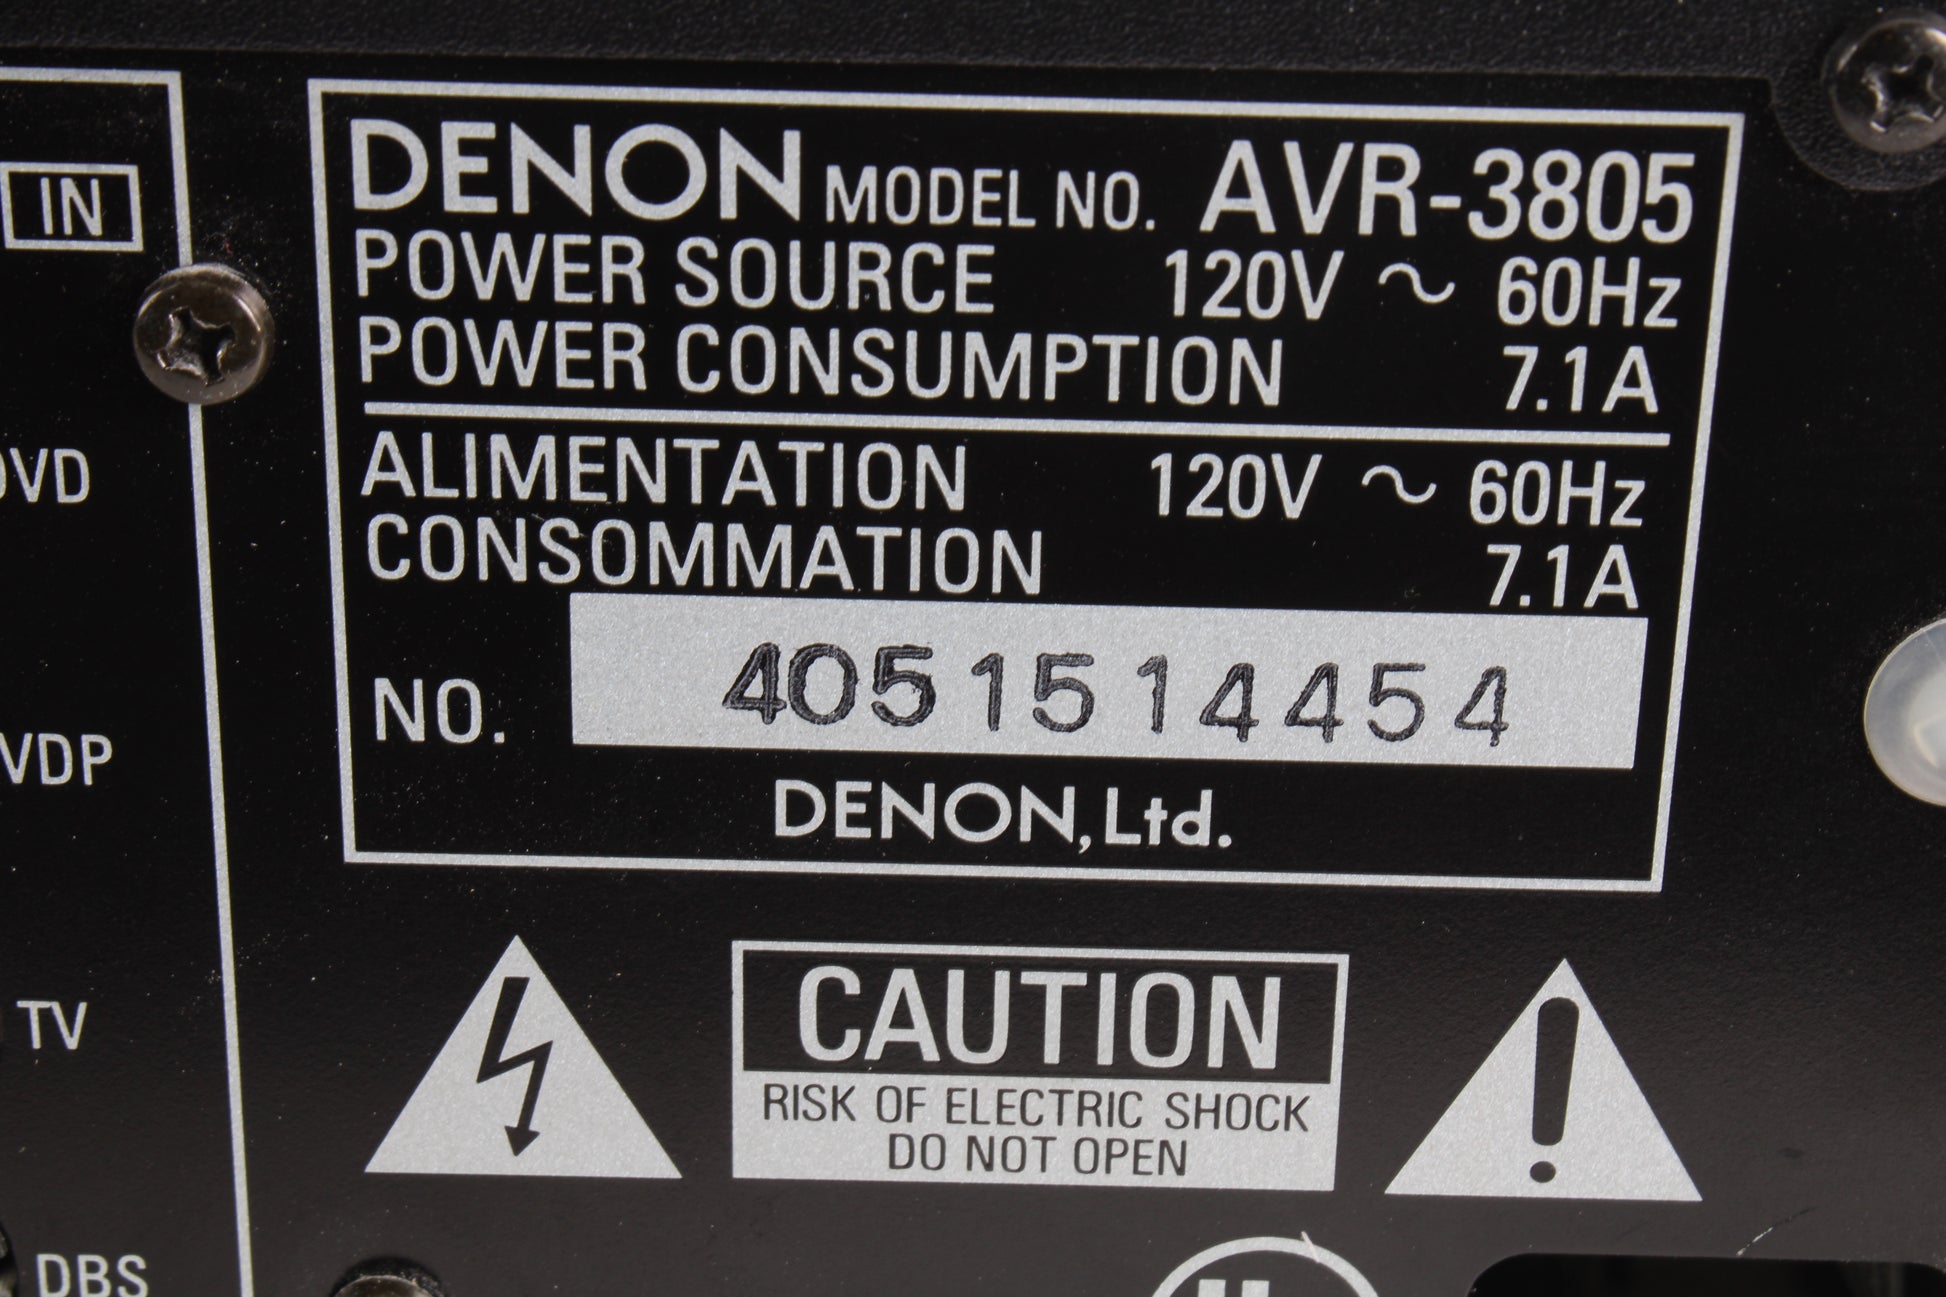 IN
DVD
VDP
TV
DBS
DENON MODEL NO. AVR-3805
POWER SOURCE 120V ~ 60Hz
POWER CONSUMPTION 7.1A
ALIMENTATION 120V ~ 60Hz
CONSOMMATION 7.1A
NO. 4051514454
DENON, Ltd.
CAUTION
RISK OF ELECTRIC SHOCK
DO NOT OPEN